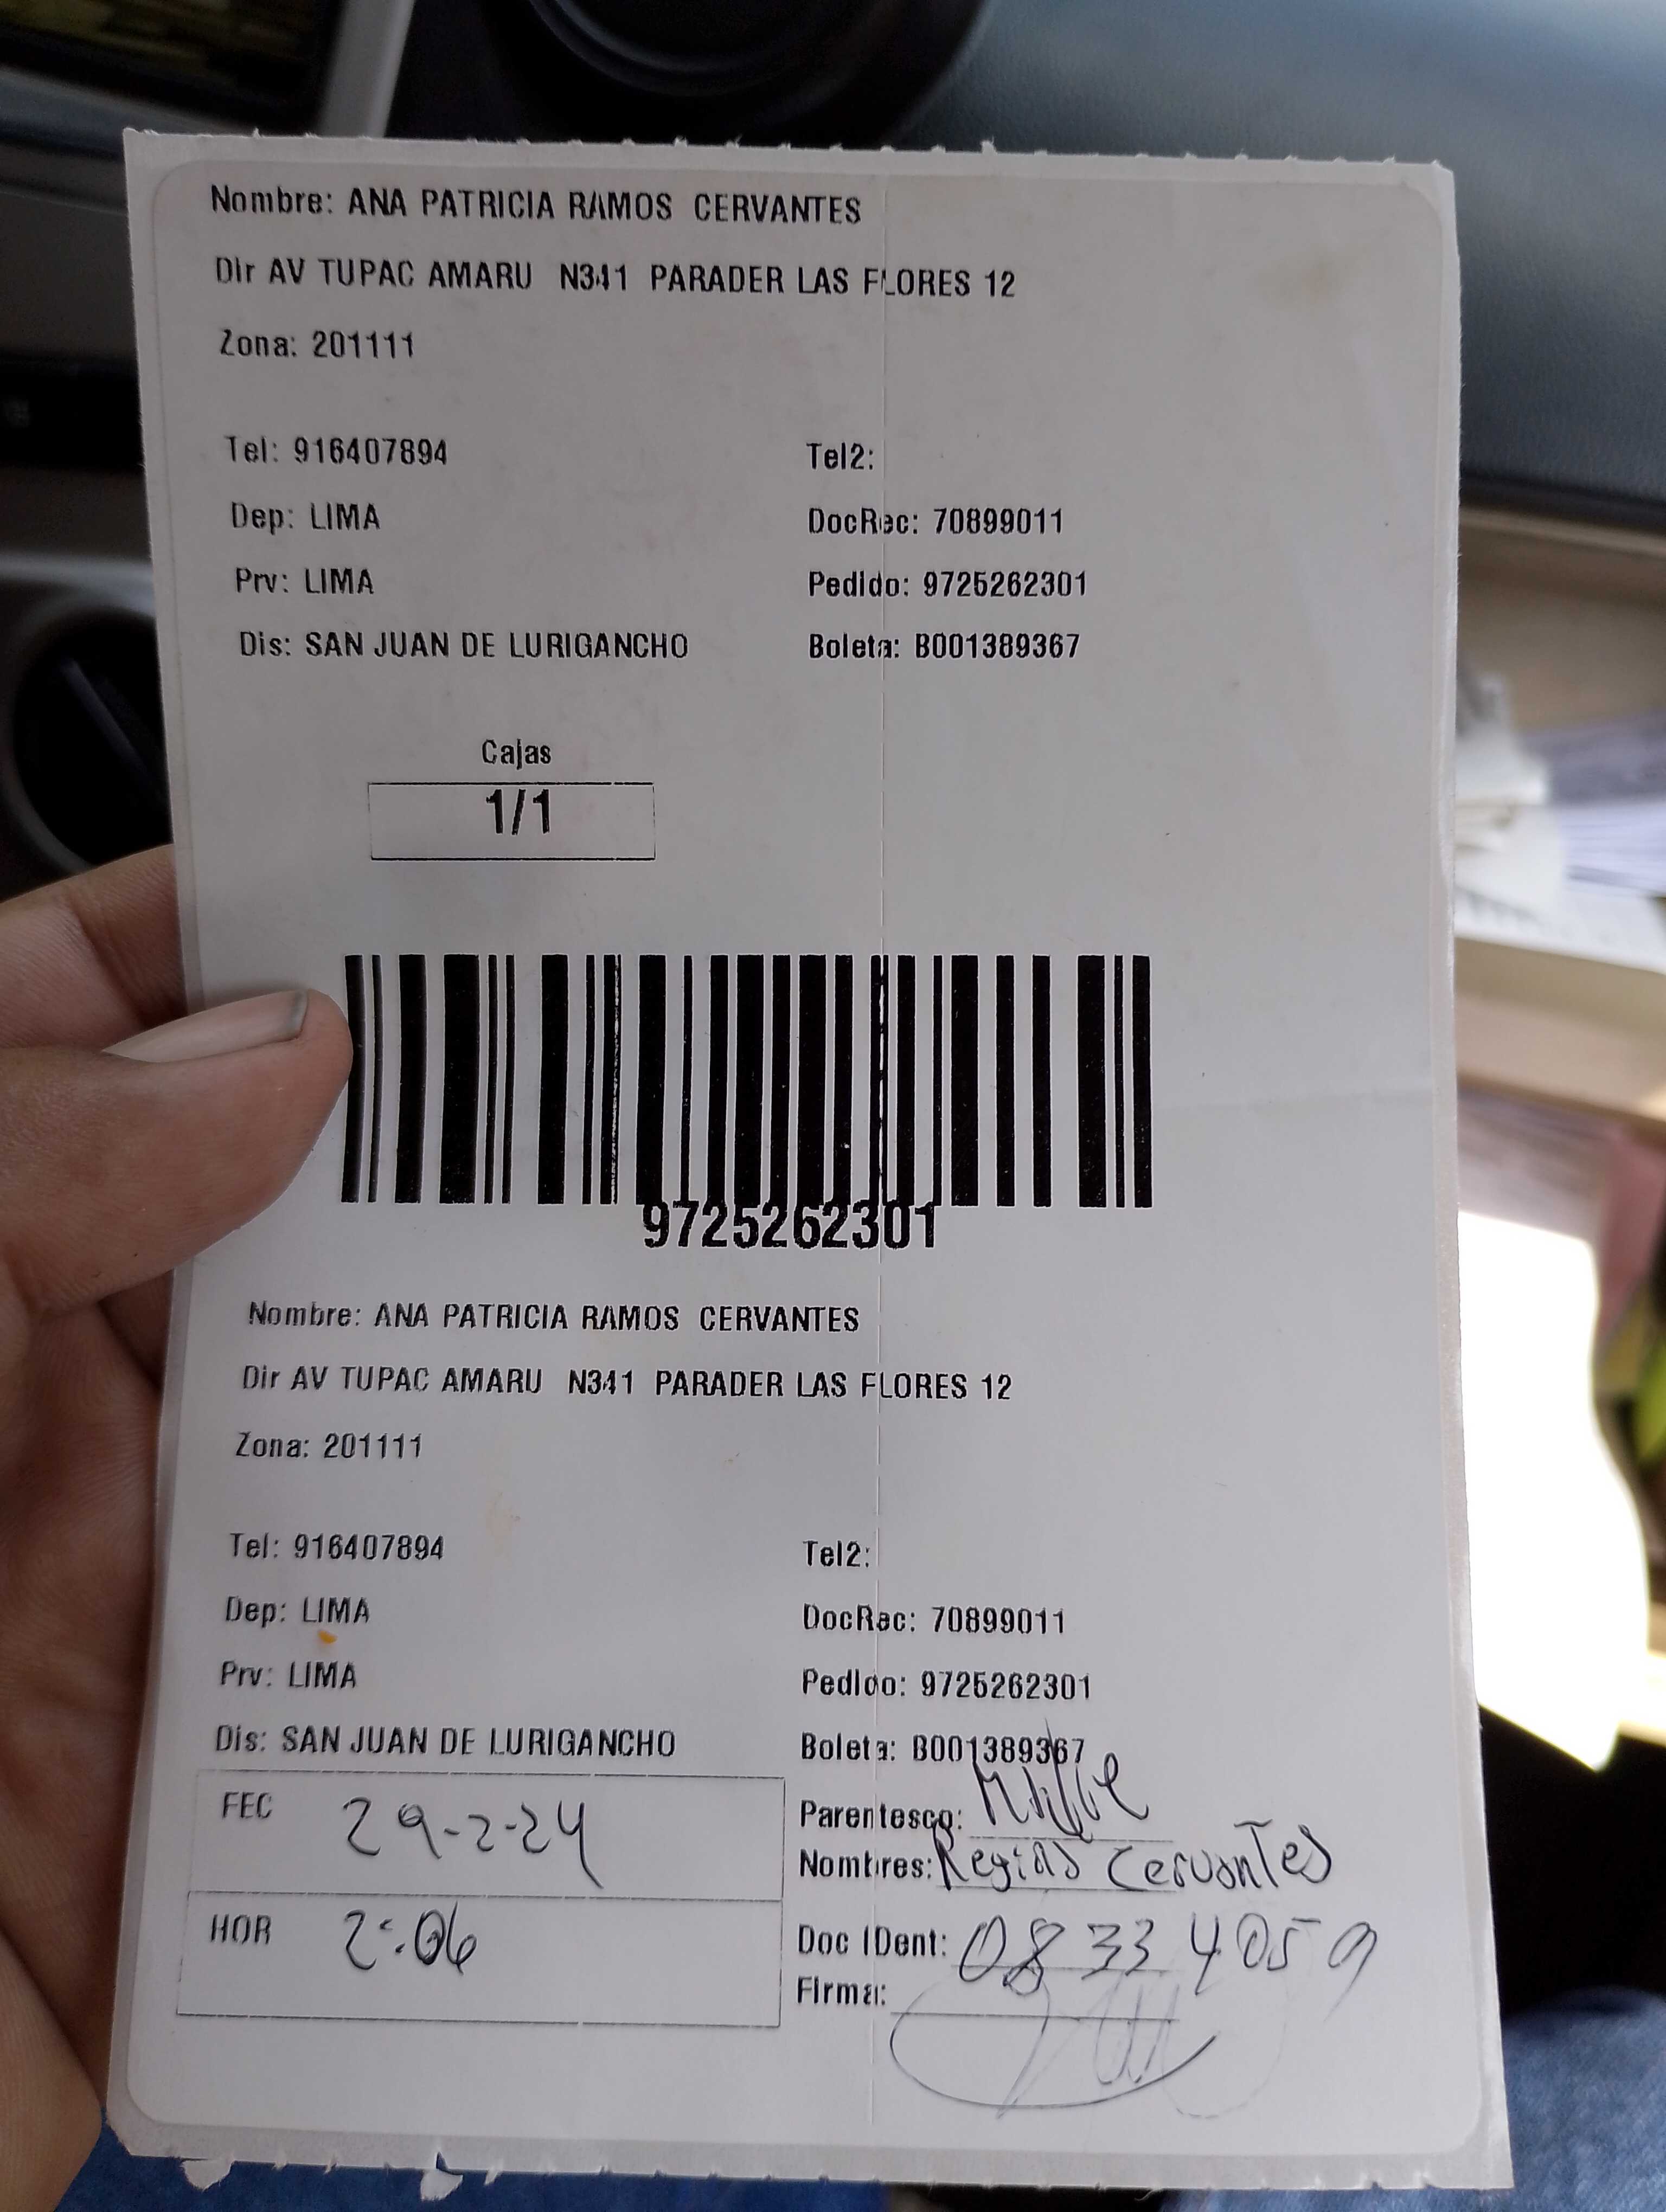 Nombre: ANA PATRICIA RAMOS CERVANTES
Dir AV TUPAC AMARU N341 PARADER LAS FLORES 12
Zona: 201111
Tel: 916407894 Tel2:
Dep: LIMA DocRec: 70899011
Prv: LIMA Pedido: 9725262301
Dis: SAN JUAN DE LURIGANCHO Boleta: B001389367
Cajas
1/1
9725262301
Nombre: ANA PATRICIA RAMOS CERVANTES
Dir AV TUPAC AMARU N341 PARADER LAS FLORES 12
Zona: 201111
Tel: 916407894 Tel2:
Dep: LIMA DocRec: 70899011
Prv: LIMA Pedido: 9725262301
Dis: SAN JUAN DE LURIGANCHO Boleta: B001389367
FEC 29-2-24 Parentesco:
Nombres: Cervantes
HOR 2:06 Doc IDent: 08334059
Firma: